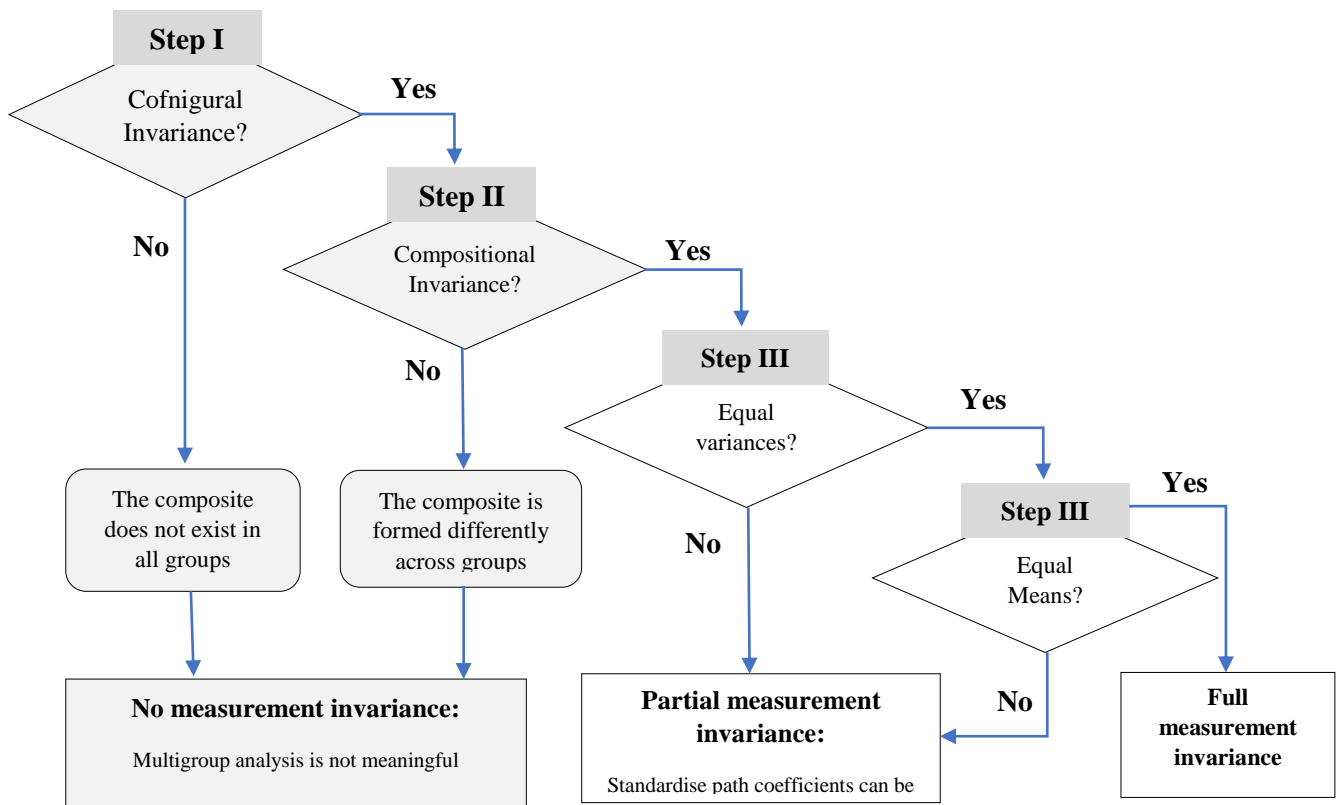 Step I
Cofnigural
Invariance?
Yes
No
Step II
Compositional
Invariance?
Yes
No
Step III
Equal
variances?
Yes
No
Step III
Equal
Means?
Yes
No
The composite
does not exist in
all groups
The composite is
formed differently
across groups
No measurement invariance:
Multigroup analysis is not meaningful
Partial measurement
invariance:
Standardise path coefficients can be
Full
measurement
invariance